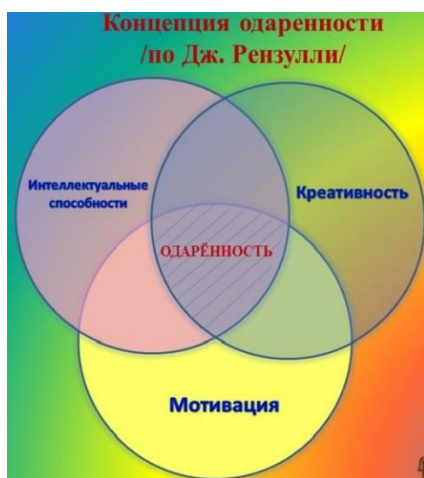 Концепция одаренности
/по Дж. Рензулли/
Интеллектуальные
способности
Креативность
ОДАРЁННОСТЬ
Мотивация